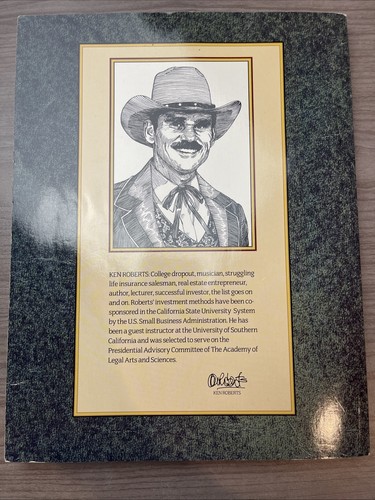 KEN ROBERTS: College dropout, musician, struggling
life insurance salesman, real estate entrepreneur,
author, lecturer, successful investor, the list goes on
and on. Roberts' investment methods have been co-
sponsored in the California State University System
by the U.S. Small Business Administration. He has
been a guest instructor at the University of Southern
California and was selected to serve on the
Presidential Advisory Committee of The Academy of
Legal Arts and Sciences.
KEN ROBERTS